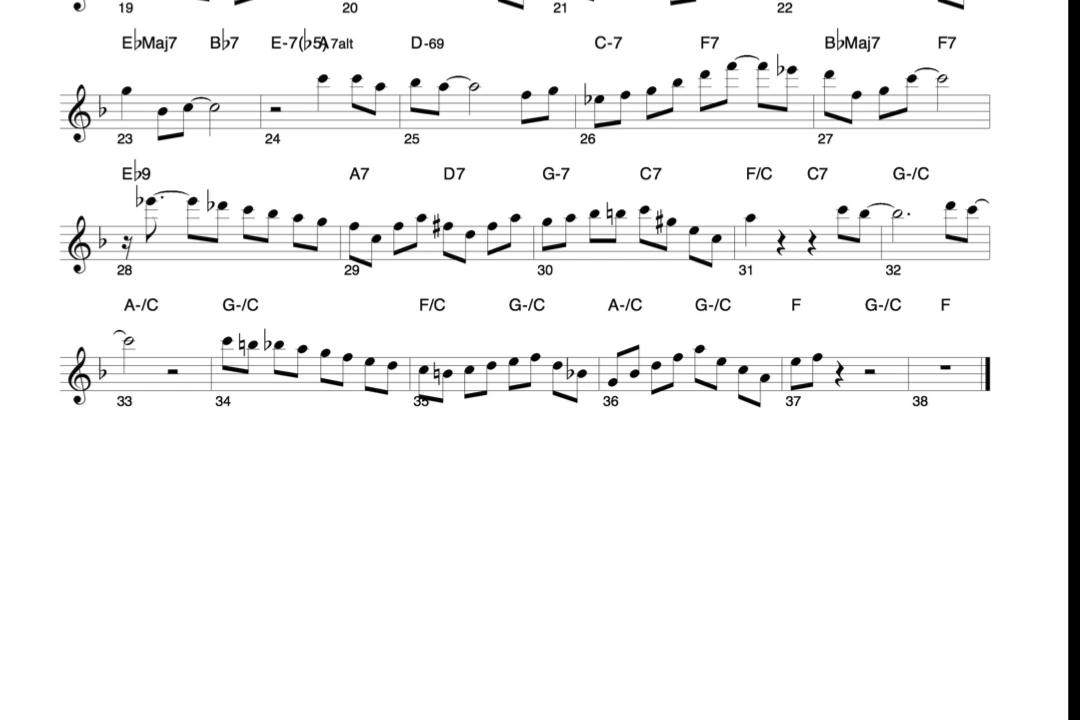 19 20 21 22
E♭Maj7 B♭7 E-7(♭5) A7alt D-69 C-7 F7 B♭Maj7 F7
23 24 25 26 27
E♭9 A7 D7 G-7 C7 F/C C7 G-/C
28 29 30 31 32
A-/C G-/C F/C G-/C A-/C G-/C F G-/C F
33 34 35 36 37 38